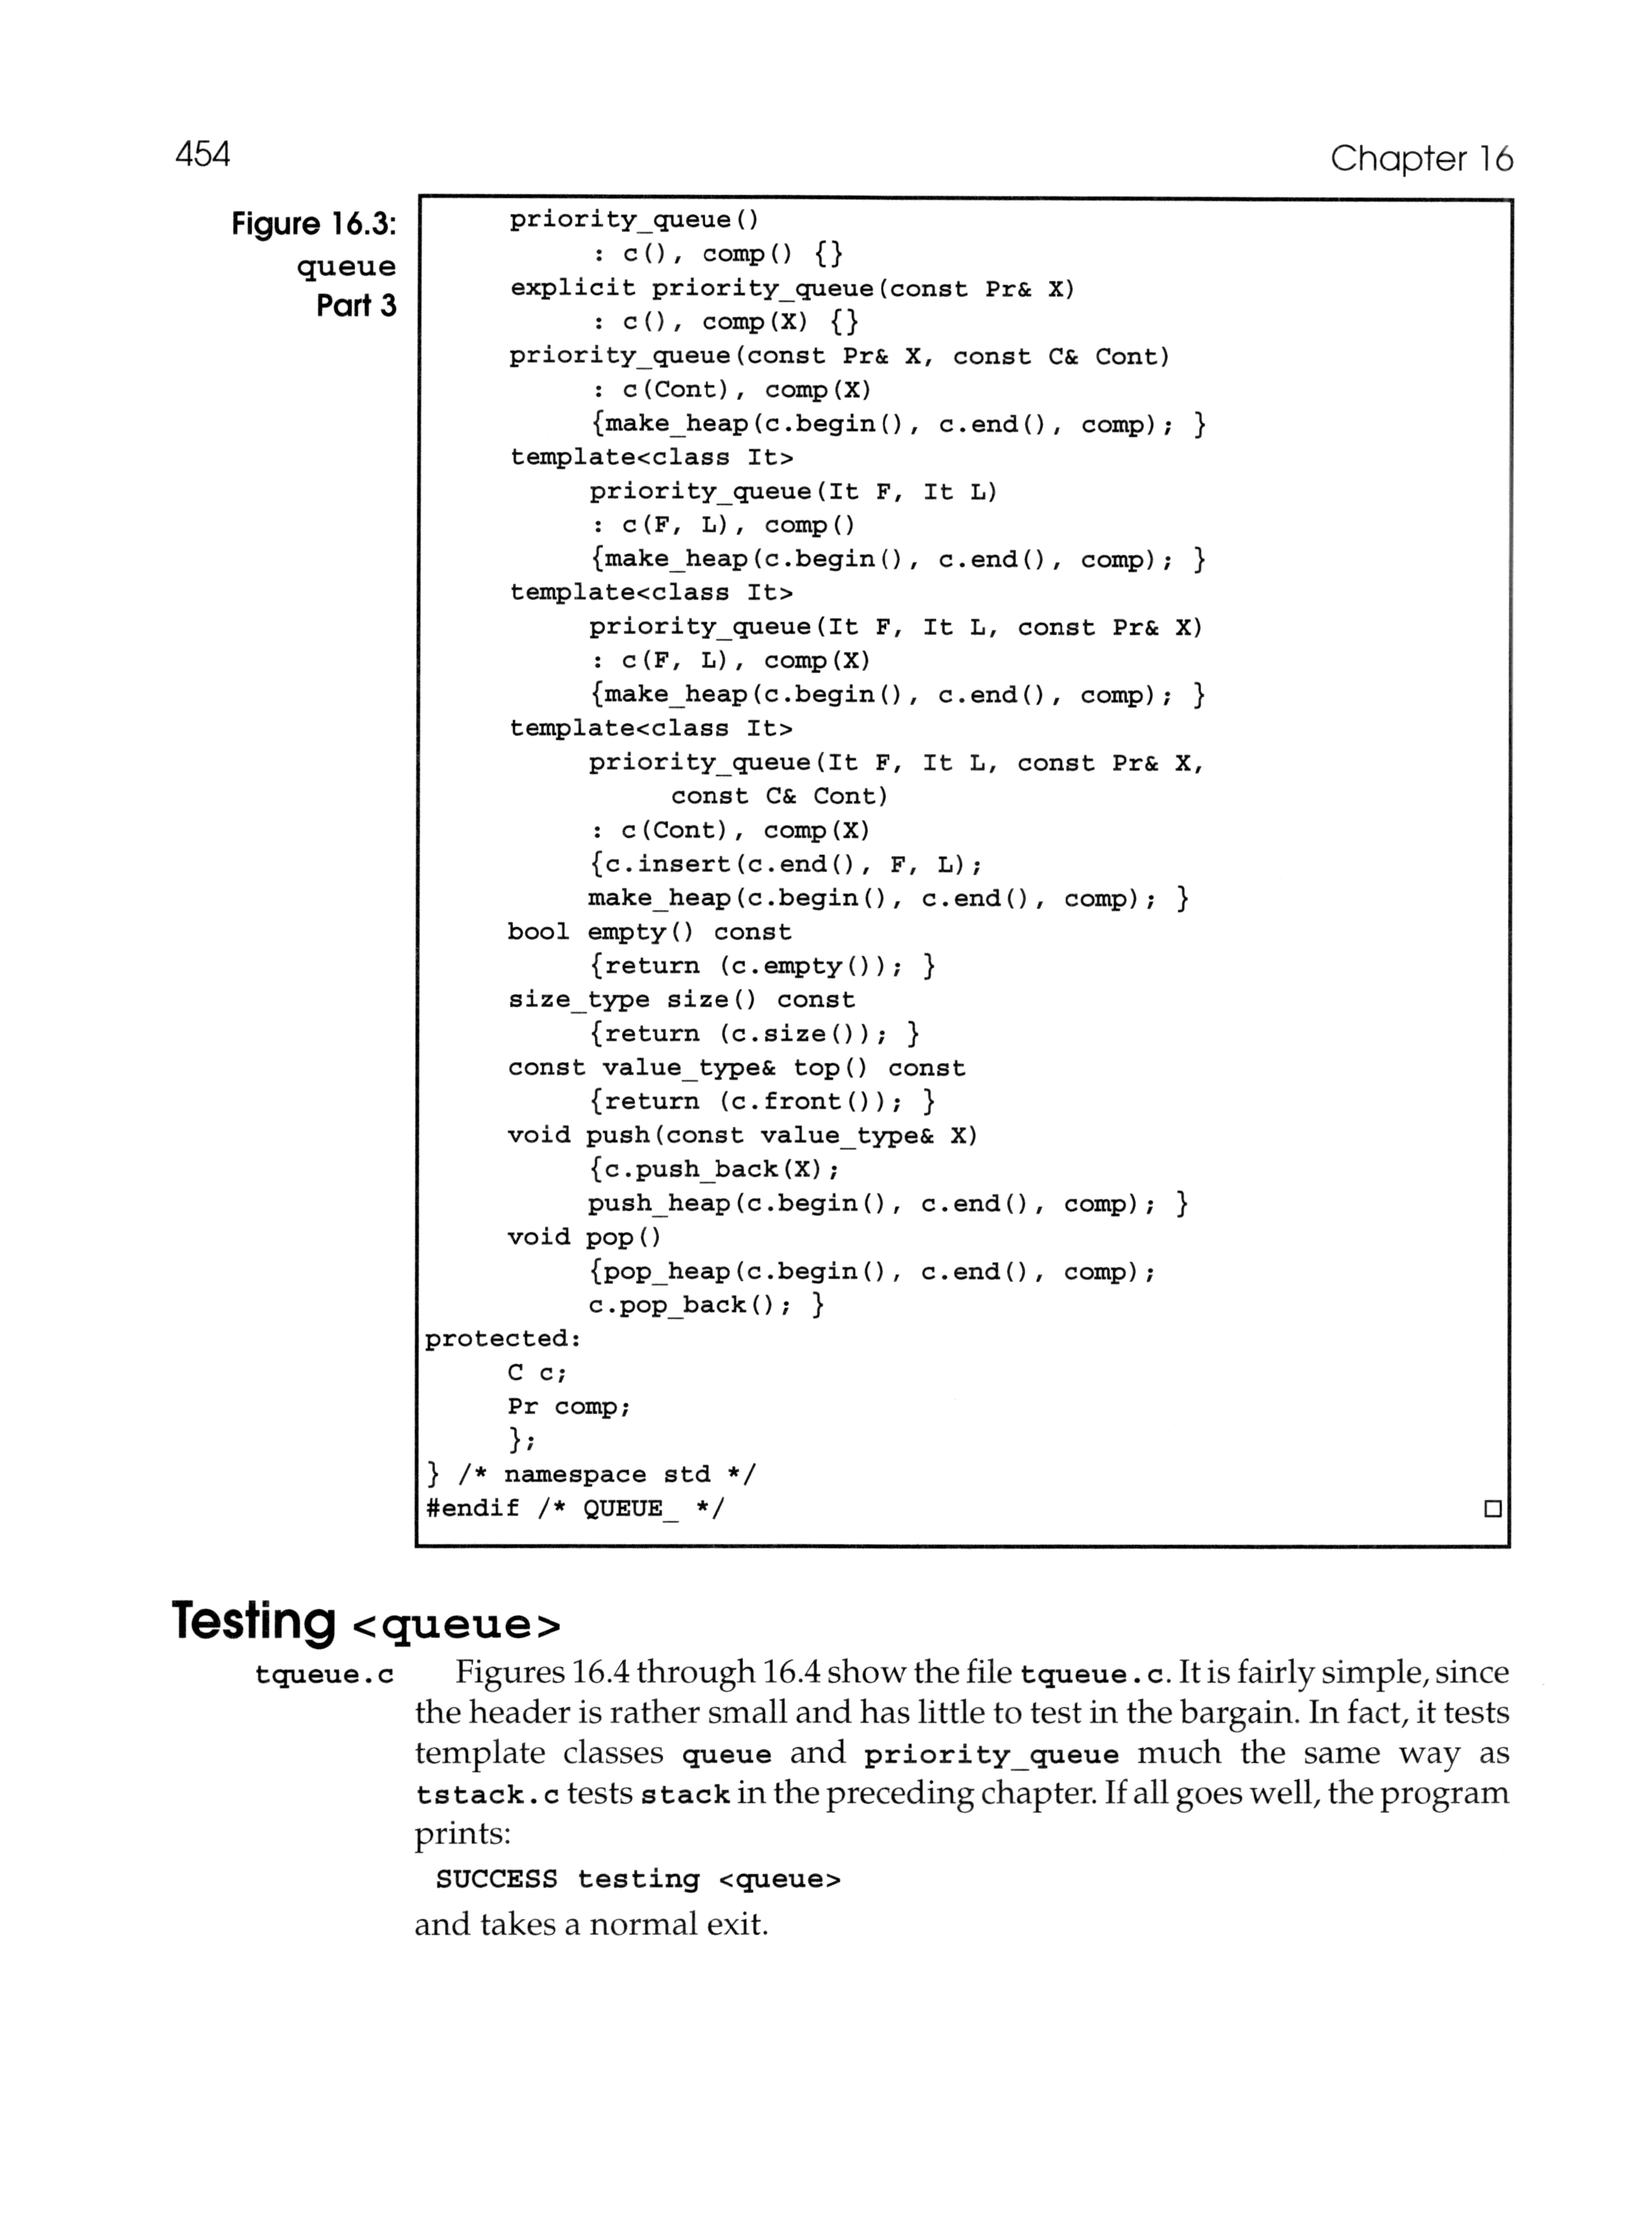 454
Chapter 16
Figure 16.3:
queue
Part 3
priority_queue()
: c(), comp() {}
explicit priority_queue(const Pr& X)
: c(), comp(X) {}
priority_queue(const Pr& X, const C& Cont)
: c(Cont), comp(X)
{make_heap(c.begin(), c.end(), comp); }
template<class It>
priority_queue(It F, It L)
: c(F, L), comp()
{make_heap(c.begin(), c.end(), comp); }
template<class It>
priority_queue(It F, It L, const Pr& X)
: c(F, L), comp(X)
{make_heap(c.begin(), c.end(), comp); }
template<class It>
priority_queue(It F, It L, const Pr& X,
const C& Cont)
: c(Cont), comp(X)
{c.insert(c.end(), F, L);
make_heap(c.begin(), c.end(), comp); }
bool empty() const
{return (c.empty()); }
size_type size() const
{return (c.size()); }
const value_type& top() const
{return (c.front()); }
void push(const value_type& X)
{c.push_back(X);
push_heap(c.begin(), c.end(), comp); }
void pop()
{pop_heap(c.begin(), c.end(), comp);
c.pop_back(); }
protected:
C c;
Pr comp;
};
} /* namespace std */
#endif /* QUEUE_ */ □
Testing <queue>
tqueue.c Figures 16.4 through 16.4 show the file tqueue.c. It is fairly simple, since
the header is rather small and has little to test in the bargain. In fact, it tests
template classes queue and priority_queue much the same way as
tstack.c tests stack in the preceding chapter. If all goes well, the program
prints:
SUCCESS testing <queue>
and takes a normal exit.